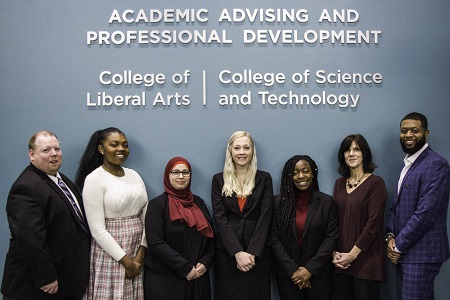 ACADEMIC ADVISING AND
PROFESSIONAL DEVELOPMENT
College of
Liberal Arts
College of Science
and Technology